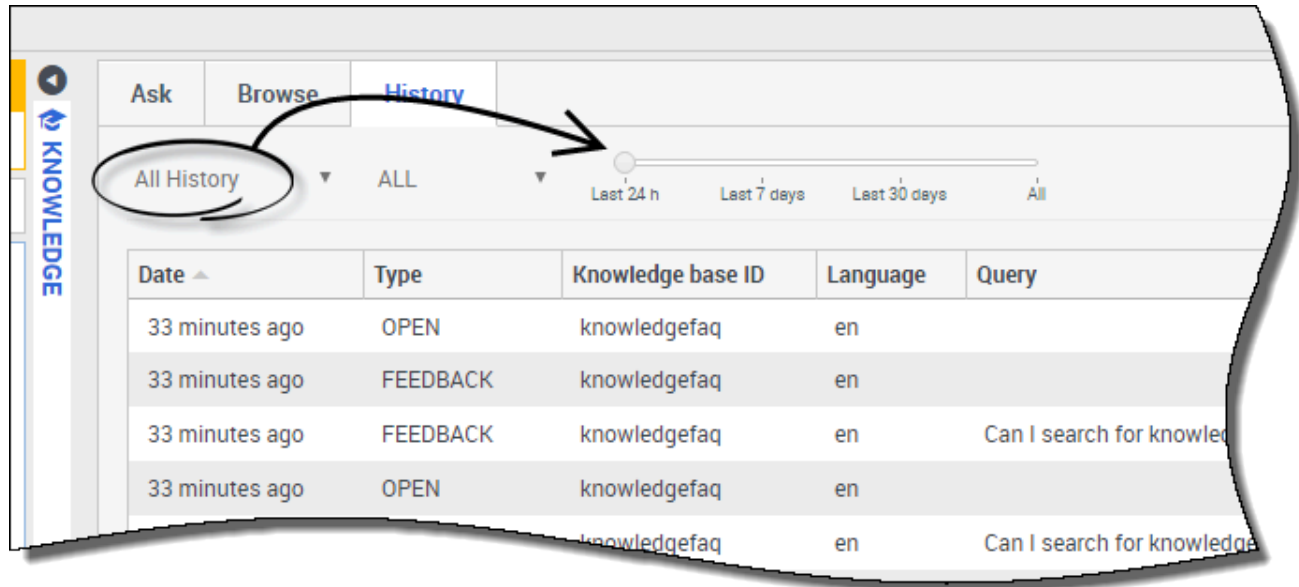 Ask Browse History
KNOWLEDGE
All History ALL
Last 24 h Last 7 days Last 30 days All
Date Type Knowledge base ID Language Query
33 minutes ago OPEN knowledgefaq en
33 minutes ago FEEDBACK knowledgefaq en
33 minutes ago FEEDBACK knowledgefaq en Can I search for
33 minutes ago OPEN knowledgefaq en
knowledgefaq en Can I search for knowledge